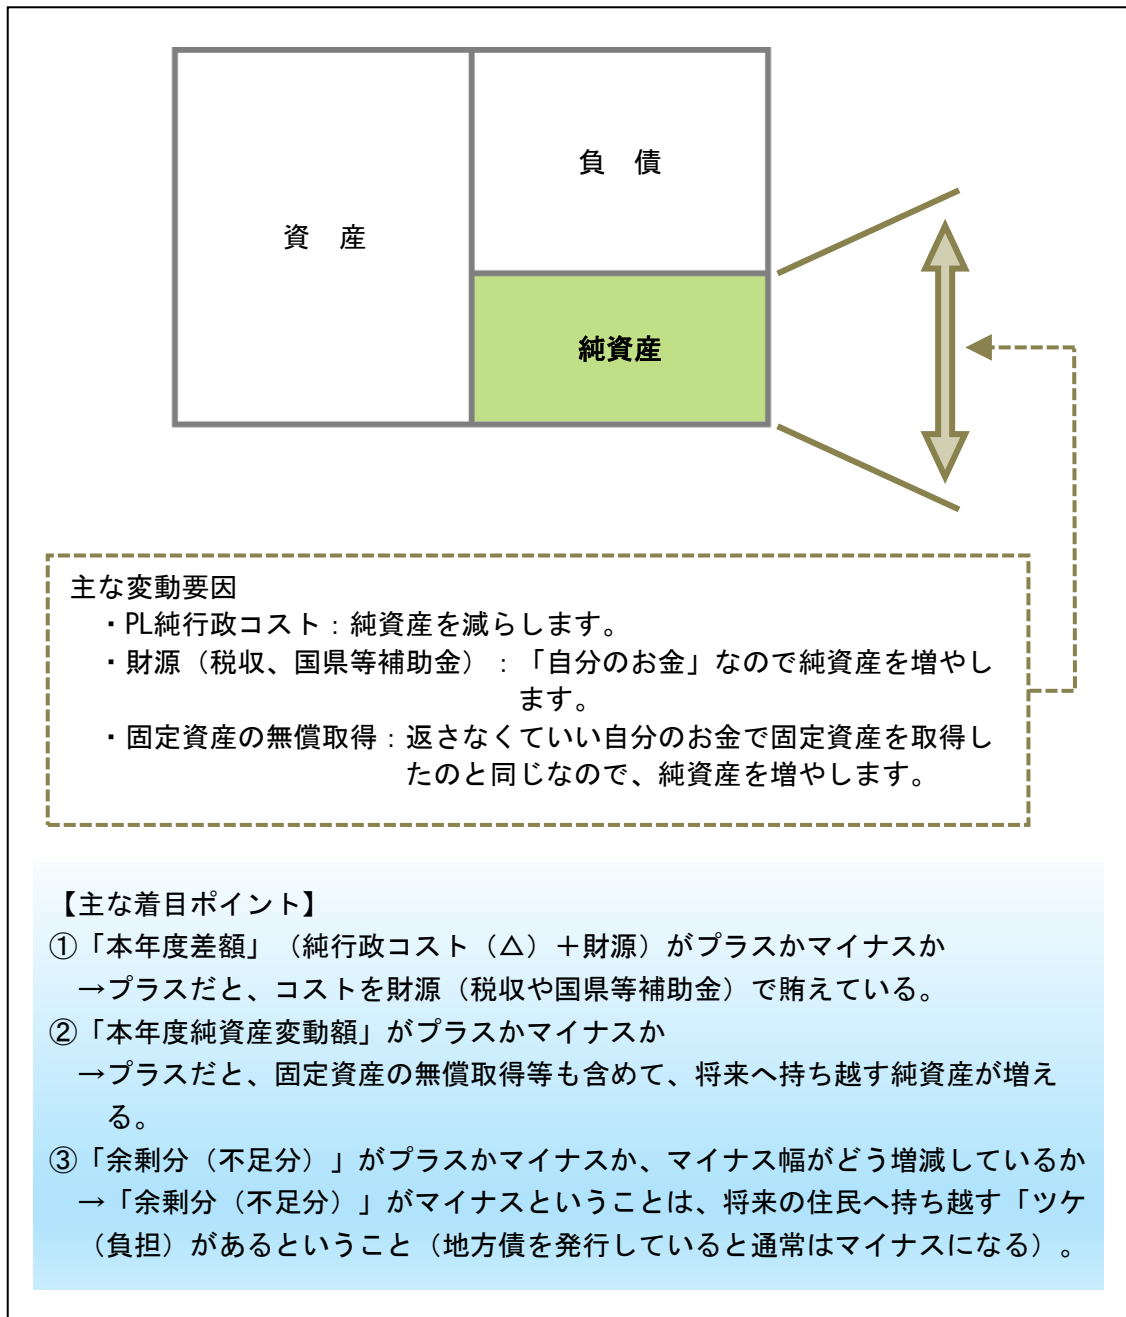 負　債
資　産
純資産
主な変動要因
・PL純行政コスト：純資産を減らします。
・財源（税収、国県等補助金）：「自分のお金」なので純資産を増やし
ます。
・固定資産の無償取得：返さなくていい自分のお金で固定資産を取得し
たのと同じなので、純資産を増やします。
【主な着目ポイント】
①「本年度差額」（純行政コスト（△）＋財源）がプラスかマイナスか
→プラスだと、コストを財源（税収や国県等補助金）で賄えている。
②「本年度純資産変動額」がプラスかマイナスか
→プラスだと、固定資産の無償取得等も含めて、将来へ持ち越す純資産が増え
る。
③「余剰分（不足分）」がプラスかマイナスか、マイナス幅がどう増減しているか
→「余剰分（不足分）」がマイナスということは、将来の住民へ持ち越す「ツケ
（負担）があるということ（地方債を発行していると通常はマイナスになる）。